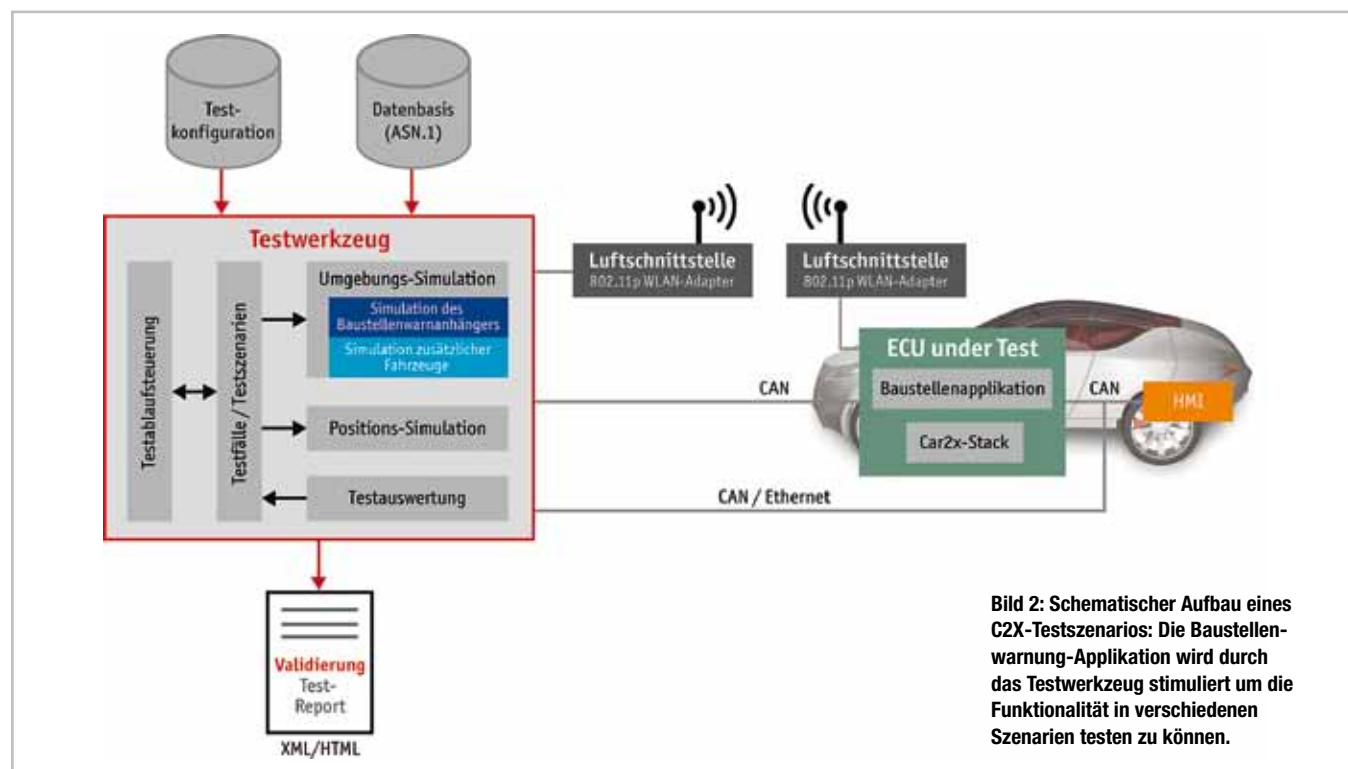 Test-
konfiguration
Datenbasis
(ASN.1)
Testwerkzeug
Testablaufsteuerung
Testfälle / Testszenarien
Umgebungs-Simulation
Simulation des
Baustellenwarnanhängers
Simulation zusätzlicher
Fahrzeuge
Positions-Simulation
Testauswertung
Luftschnittstelle
802.11p WLAN-Adapter
Luftschnittstelle
802.11p WLAN-Adapter
ECU under Test
Baustellenapplikation
Car2x-Stack
CAN
CAN
HMI
CAN / Ethernet
Validierung
Test-
Report
XML/HTML
Bild 2: Schematischer Aufbau eines
C2X-Testszenarios: Die Baustellen-
warnung-Applikation wird durch
das Testwerkzeug stimuliert um die
Funktionalität in verschiedenen
Szenarien testen zu können.